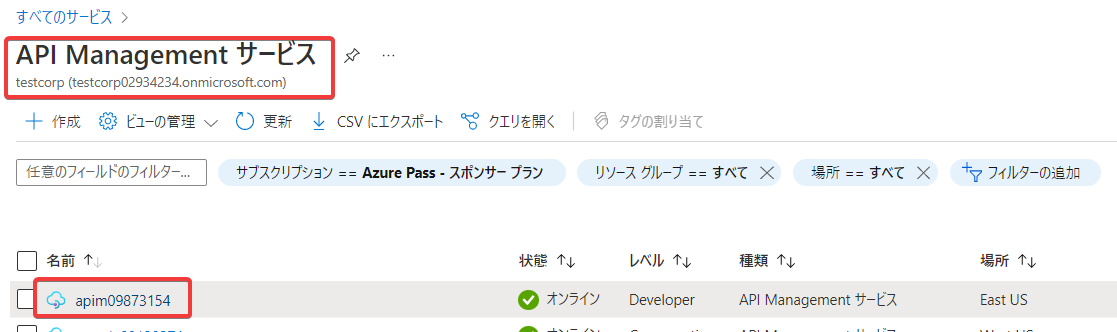 すべてのサービス
API Management サービス
testcorp (testcorp02934234.onmicrosoft.com)
作成 ビューの管理 更新 CSV にエクスポート クエリを開く タグの割り当て
任意のフィールドのフィルター... サブスクリプション == Azure Pass - スポンサー プラン リソース グループ == すべて 場所 == すべて フィルターの追加
名前 状態 レベル 種類 場所
apim09873154 オンライン Developer API Management サービス East US